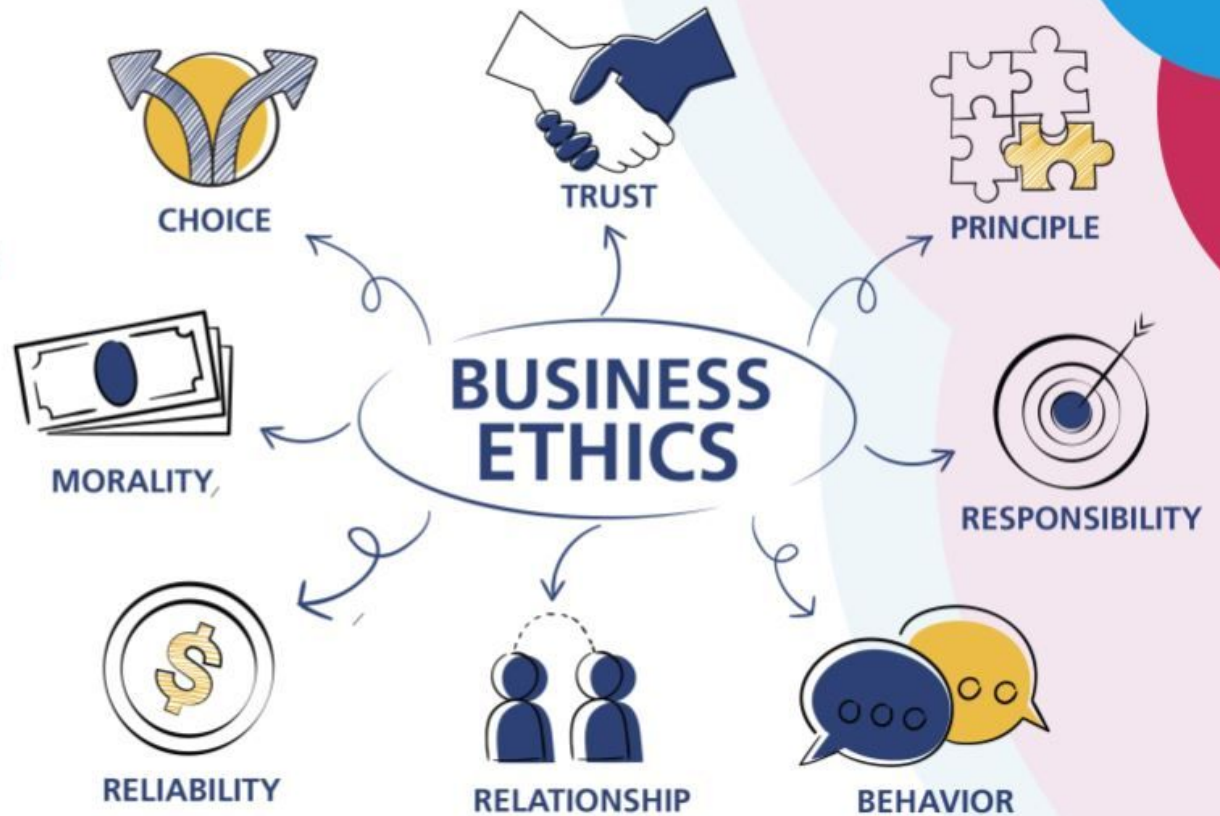 CHOICE
TRUST
PRINCIPLE
BUSINESS
ETHICS
MORALITY
RESPONSIBILITY
RELIABILITY
RELATIONSHIP
BEHAVIOR